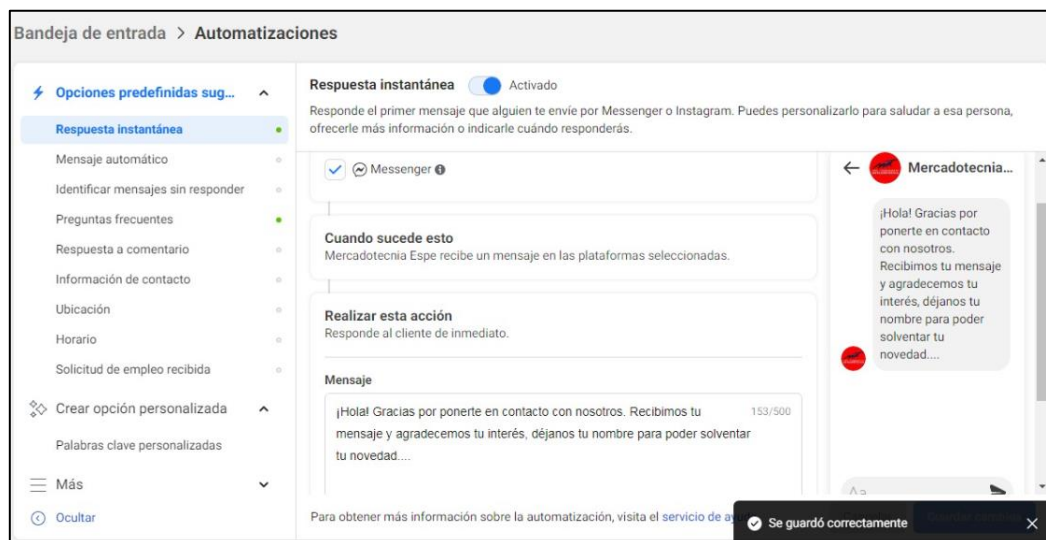 Bandeja de entrada > Automatizaciones
Opciones predefinidas sug...
Respuesta instantánea
Mensaje automático
Identificar mensajes sin responder
Preguntas frecuentes
Respuesta a comentario
Información de contacto
Ubicación
Horario
Solicitud de empleo recibida
Crear opción personalizada
Palabras clave personalizadas
Más
Ocultar
Respuesta instantánea Activado
Responde el primer mensaje que alguien te envíe por Messenger o Instagram. Puedes personalizarlo para saludar a esa persona,
ofrecerle más información o indicarle cuándo responderás.
Messenger
Cuando sucede esto
Mercadotecnia Espe recibe un mensaje en las plataformas seleccionadas.
Realizar esta acción
Responde al cliente de inmediato.
Mensaje
¡Hola! Gracias por ponerte en contacto con nosotros. Recibimos tu 153/500
mensaje y agradecemos tu interés, déjanos tu nombre para poder solventar
tu novedad....
Para obtener más información sobre la automatización, visita el servicio de
Mercadotecnia...
¡Hola! Gracias por
ponerte en contacto
con nosotros.
Recibimos tu mensaje
y agradecemos tu
interés, déjanos tu
nombre para poder
solventar tu
novedad....
Aa
Se guardó correctamente